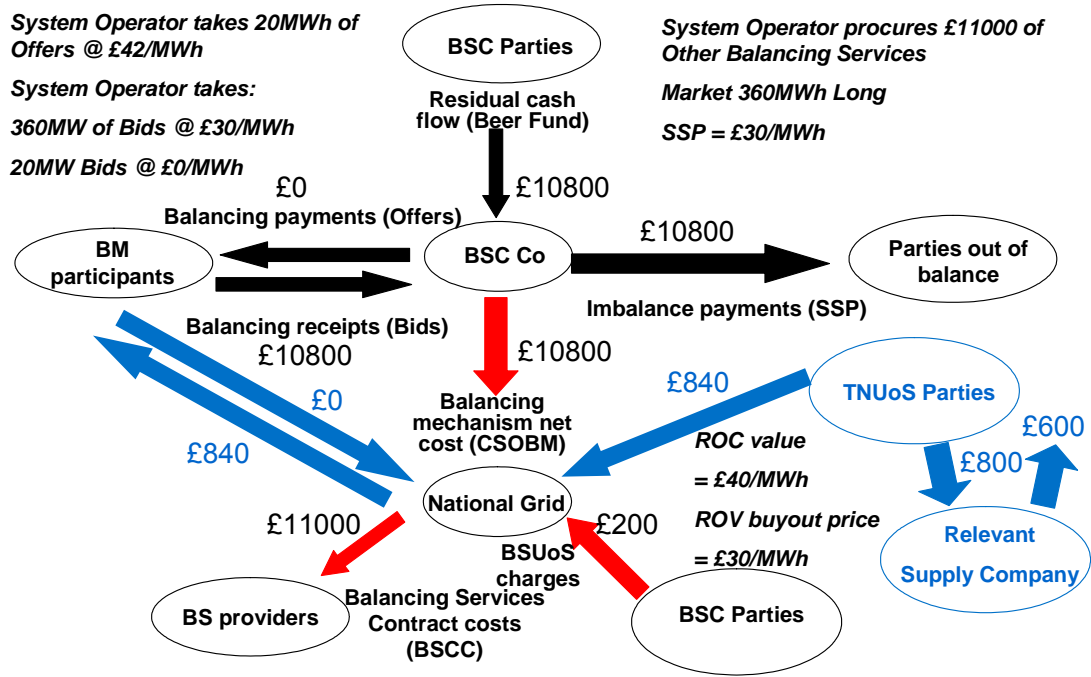 System Operator takes 20MWh of
Offers @ £42/MWh
System Operator takes:
360MW of Bids @ £30/MWh
20MW Bids @ £0/MWh
BSC Parties
System Operator procures £11000 of
Other Balancing Services
Market 360MWh Long
SSP = £30/MWh
Residual cash
flow (Beer Fund)
£0
£10800
Balancing payments (Offers)
£10800
BM
participants
BSC Co
Parties out of
balance
Balancing receipts (Bids)
£10800
Imbalance payments (SSP)
£10800
£0
£840
£840
Balancing
mechanism net
cost (CSOBM)
TNUoS Parties
ROC value
= £40/MWh
ROV buyout price
= £30/MWh
£600
£800
National Grid
£11000
£200
BSUoS
charges
Relevant
Supply Company
BS providers
Balancing Services
Contract costs
(BSCC)
BSC Parties